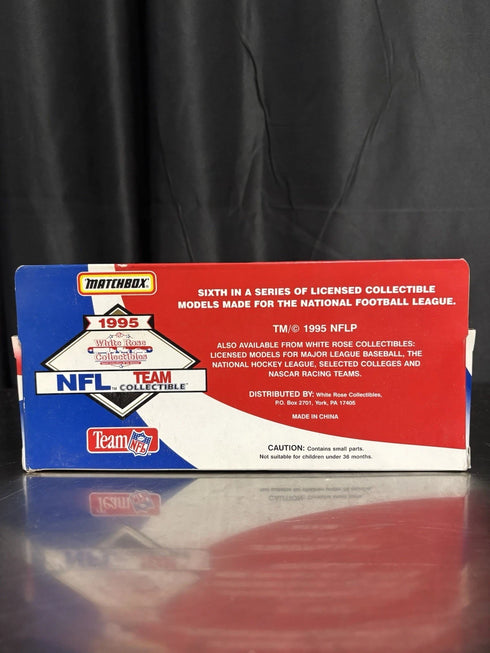 MATCHBOX
1995
White Rose
Collectibles
NFL TEAM
™ COLLECTIBLE
Team NFL
SIXTH IN A SERIES OF LICENSED COLLECTIBLE
MODELS MADE FOR THE NATIONAL FOOTBALL LEAGUE.
TM/© 1995 NFLP
ALSO AVAILABLE FROM WHITE ROSE COLLECTIBLES:
LICENSED MODELS FOR MAJOR LEAGUE BASEBALL, THE
NATIONAL HOCKEY LEAGUE, SELECTED COLLEGES AND
NASCAR RACING TEAMS.
DISTRIBUTED BY: White Rose Collectibles,
P.O. Box 2701, York, PA 17405
MADE IN CHINA
CAUTION: Contains small parts.
Not suitable for children under 36 months.